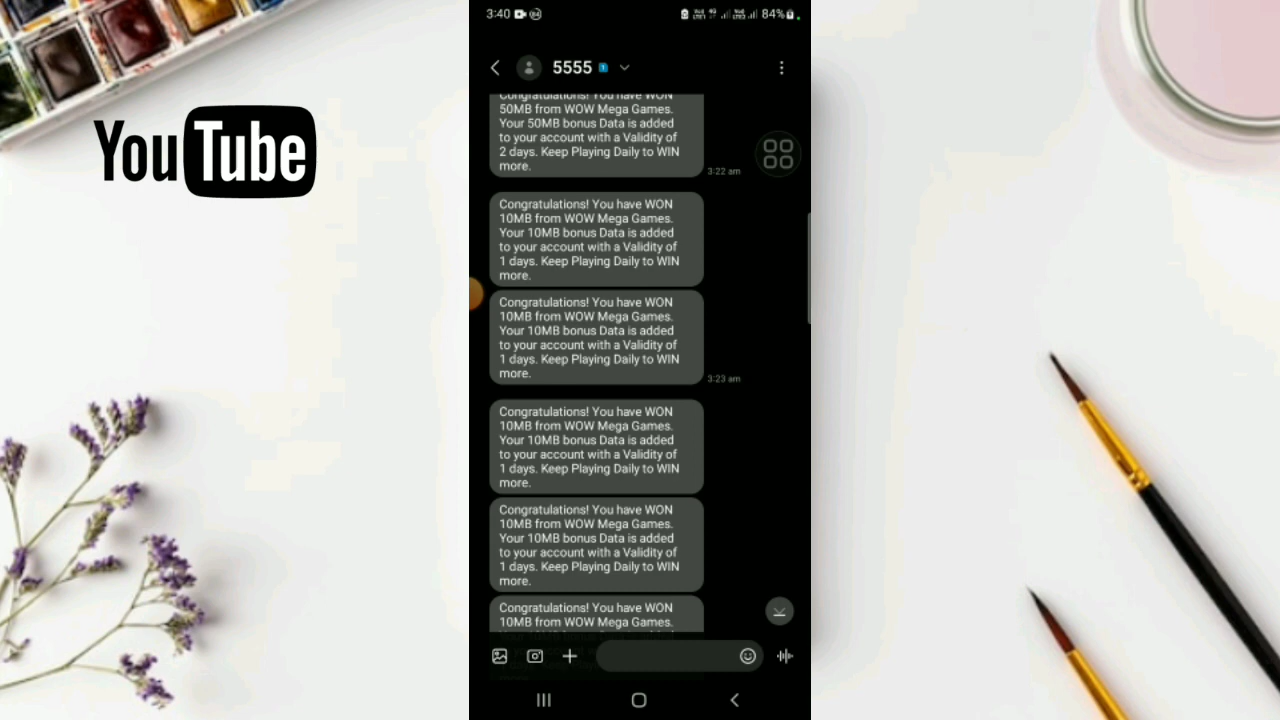 YouTube
3:40
84%
5555
Congratulations! You have WON
50MB from WOW Mega Games.
Your 50MB bonus Data is added
to your account with a Validity of
2 days. Keep Playing Daily to WIN
more.
3:22 am
Congratulations! You have WON
10MB from WOW Mega Games.
Your 10MB bonus Data is added
to your account with a Validity of
1 days. Keep Playing Daily to WIN
more.
Congratulations! You have WON
10MB from WOW Mega Games.
Your 10MB bonus Data is added
to your account with a Validity of
1 days. Keep Playing Daily to WIN
more.
3:23 am
Congratulations! You have WON
10MB from WOW Mega Games.
Your 10MB bonus Data is added
to your account with a Validity of
1 days. Keep Playing Daily to WIN
more.
Congratulations! You have WON
10MB from WOW Mega Games.
Your 10MB bonus Data is added
to your account with a Validity of
1 days. Keep Playing Daily to WIN
more.
Congratulations! You have WON
10MB from WOW Mega Games.